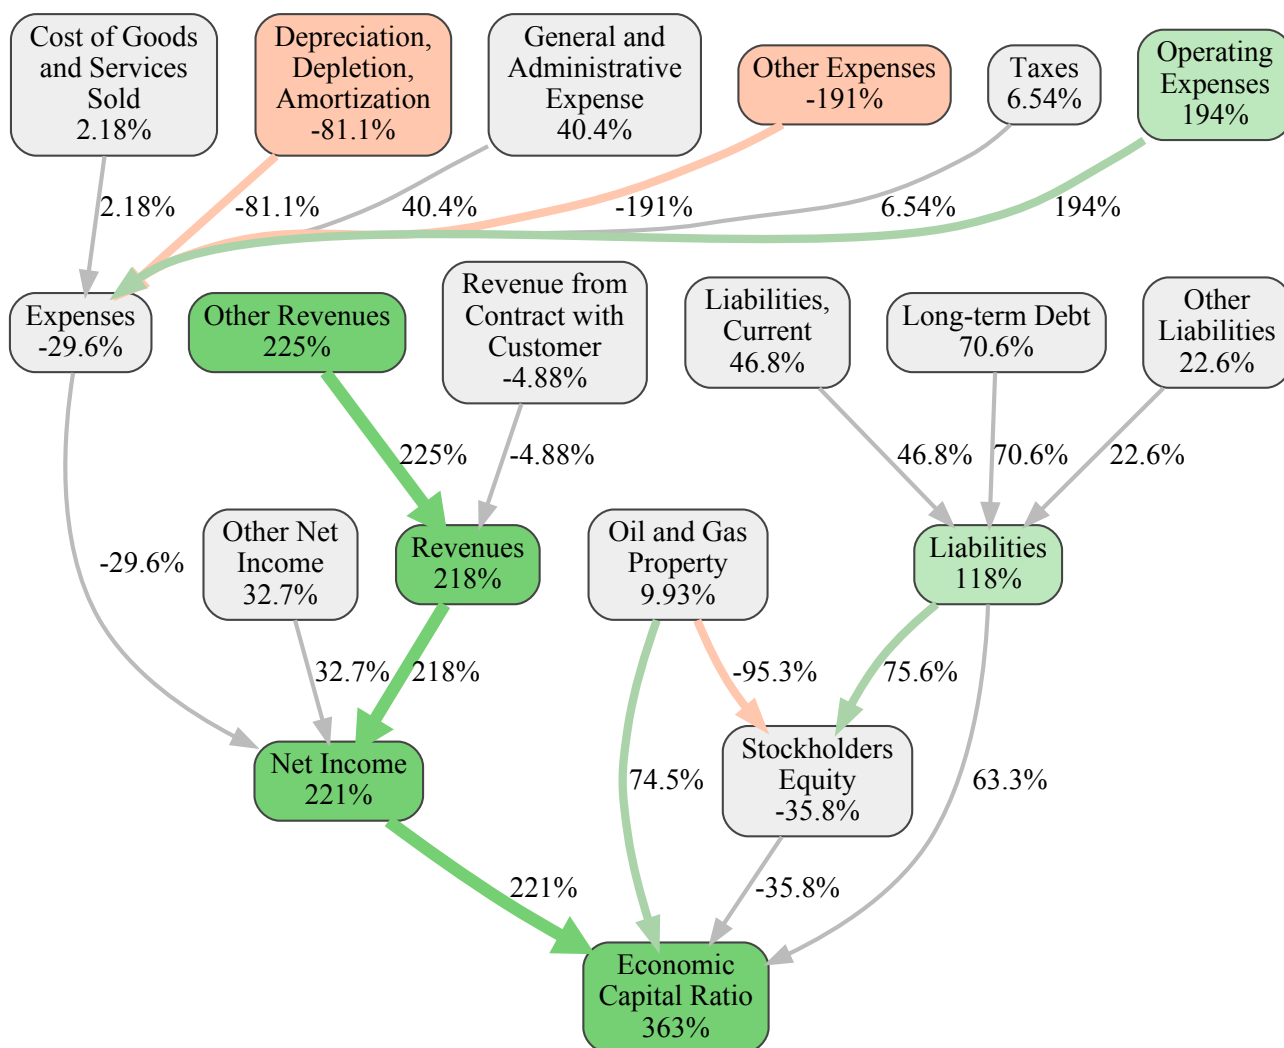 Cost of Goods
and Services
Sold
2.18%
Depreciation,
Depletion,
Amortization
-81.1%
General and
Administrative
Expense
40.4%
Other Expenses
-191%
Taxes
6.54%
Operating
Expenses
194%
2.18%
-81.1%
40.4%
-191%
6.54%
194%
Expenses
-29.6%
Other Revenues
225%
Revenue from
Contract with
Customer
-4.88%
Liabilities,
Current
46.8%
Long-term Debt
70.6%
Other
Liabilities
22.6%
225%
-4.88%
46.8%
70.6%
22.6%
-29.6%
Other Net
Income
32.7%
Revenues
218%
Oil and Gas
Property
9.93%
Liabilities
118%
32.7%
218%
-95.3%
75.6%
Net Income
221%
74.5%
Stockholders
Equity
-35.8%
63.3%
221%
-35.8%
Economic
Capital Ratio
363%